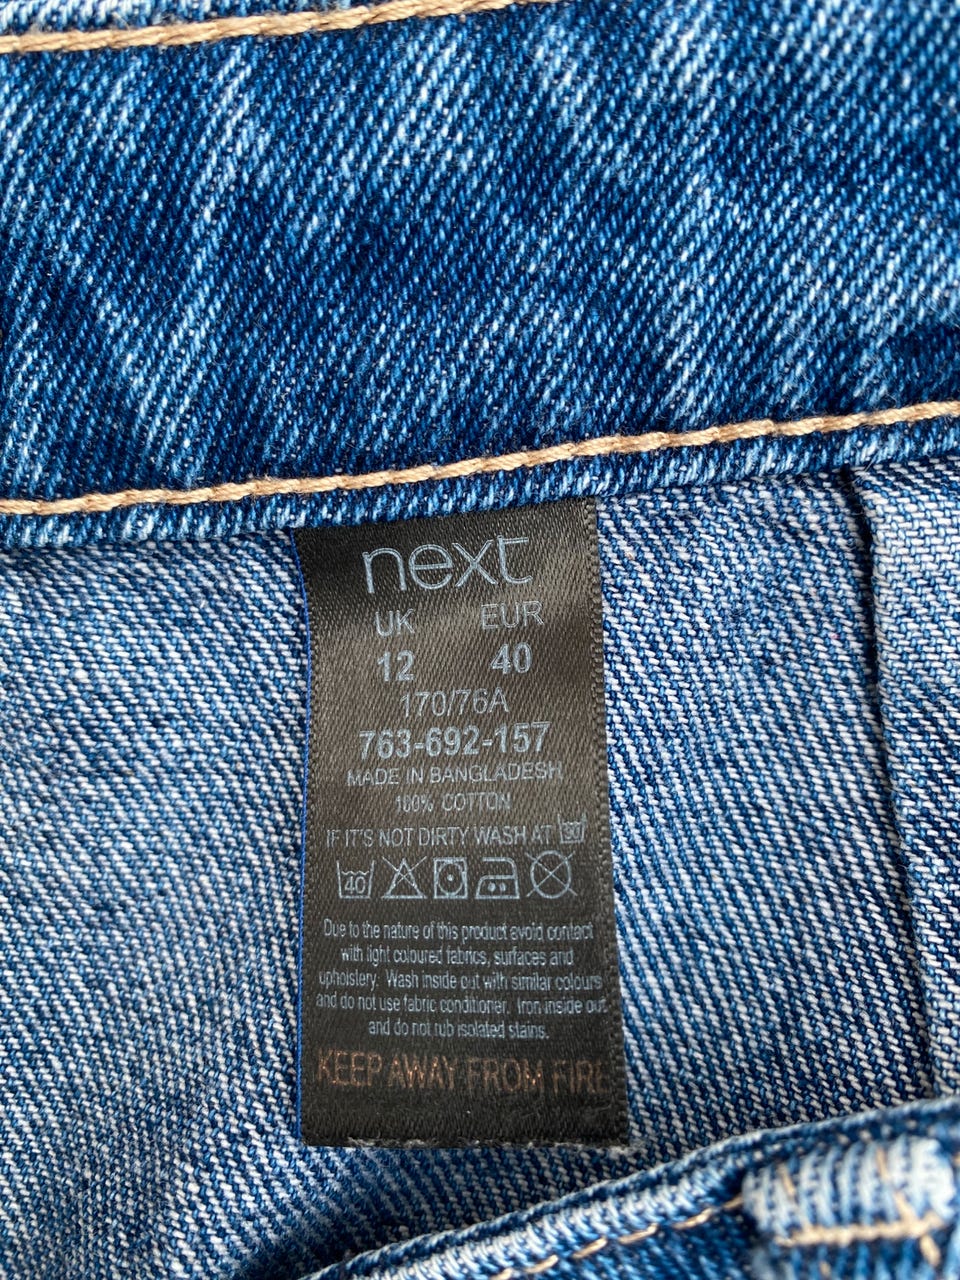 next
UK EUR
12 40
170/76A
763-692-157
MADE IN BANGLADESH
100% COTTON
IF IT'S NOT DIRTY WASH AT 30
40
Due to the nature of this product avoid contact
with light coloured fabrics, surfaces and
upholstery. Wash inside out with similar colours
and do not use fabric conditioner. Iron inside out
and do not rub isolated stains.
KEEP AWAY FROM FIRE